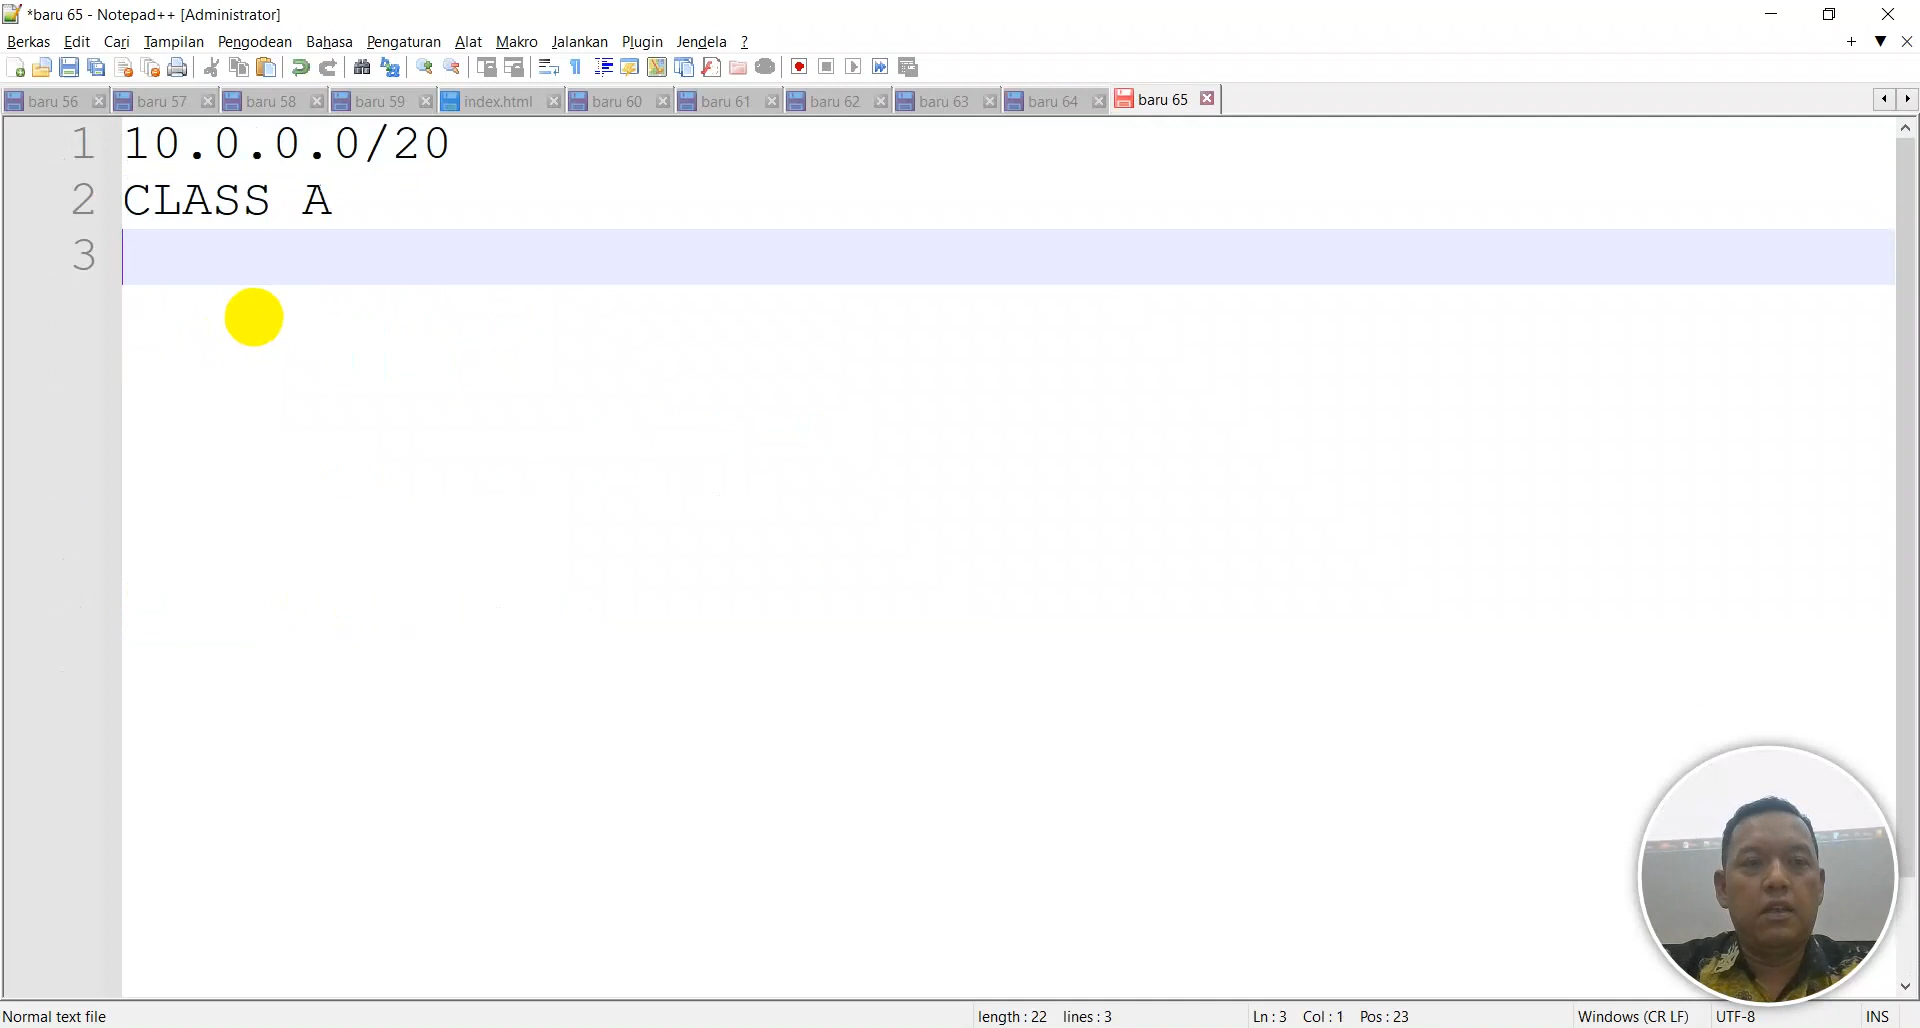 *baru 65 - Notepad++ [Administrator]
Berkas Edit Cari Tampilan Pengodean Bahasa Pengaturan Alat Makro Jalankan Plugin Jendela ?
baru 56 baru 57 baru 58 baru 59 index.html baru 60 baru 61 baru 62 baru 63 baru 64 baru 65
1 10.0.0.0/20
2 CLASS A
3
Normal text file length : 22 lines : 3 Ln : 3 Col : 1 Pos : 23 Windows (CR LF) UTF-8 INS